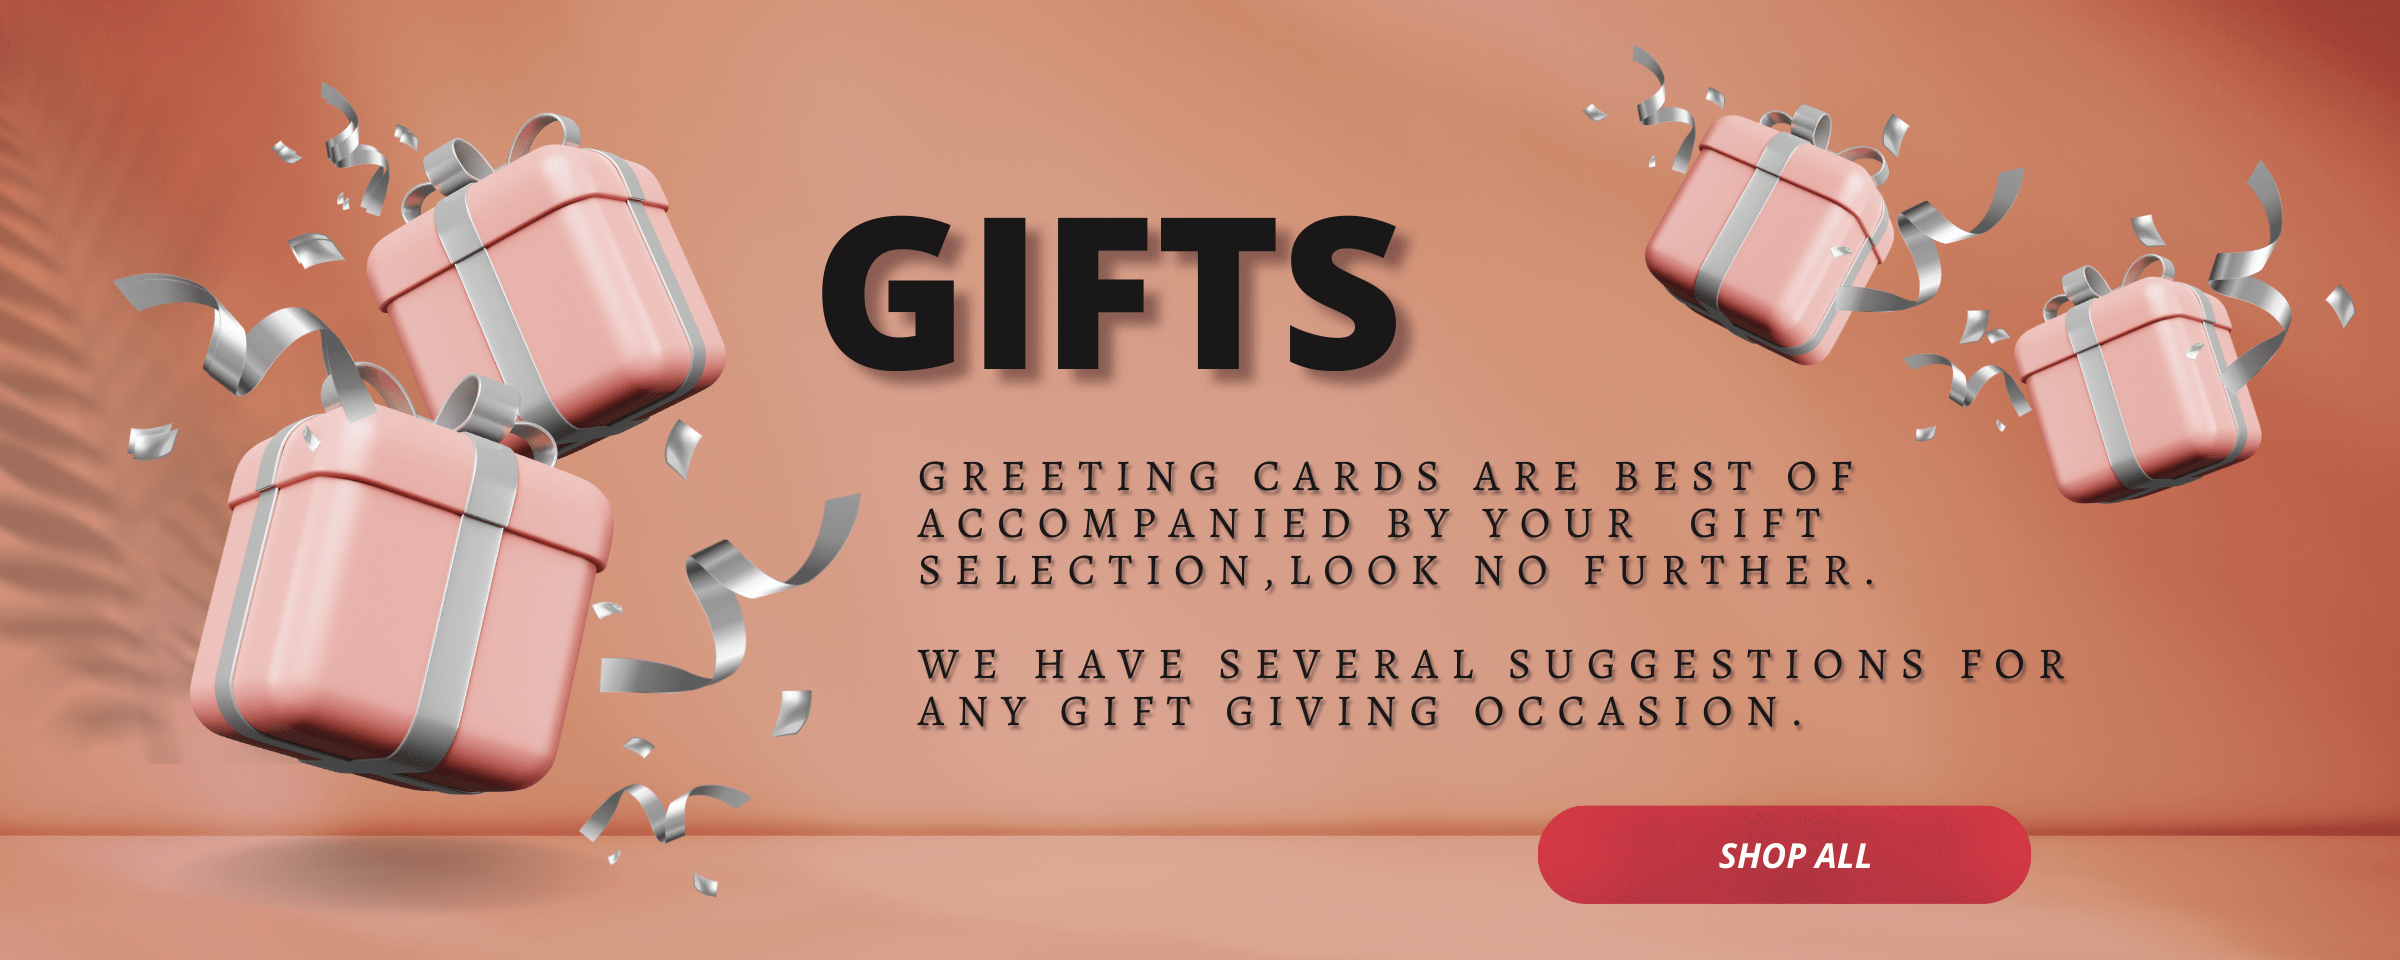 GIFTS
GREETING CARDS ARE BEST OF
ACCOMPANIED BY YOUR GIFT
SELECTION,LOOK NO FURTHER.
WE HAVE SEVERAL SUGGESTIONS FOR
ANY GIFT GIVING OCCASION.
SHOP ALL